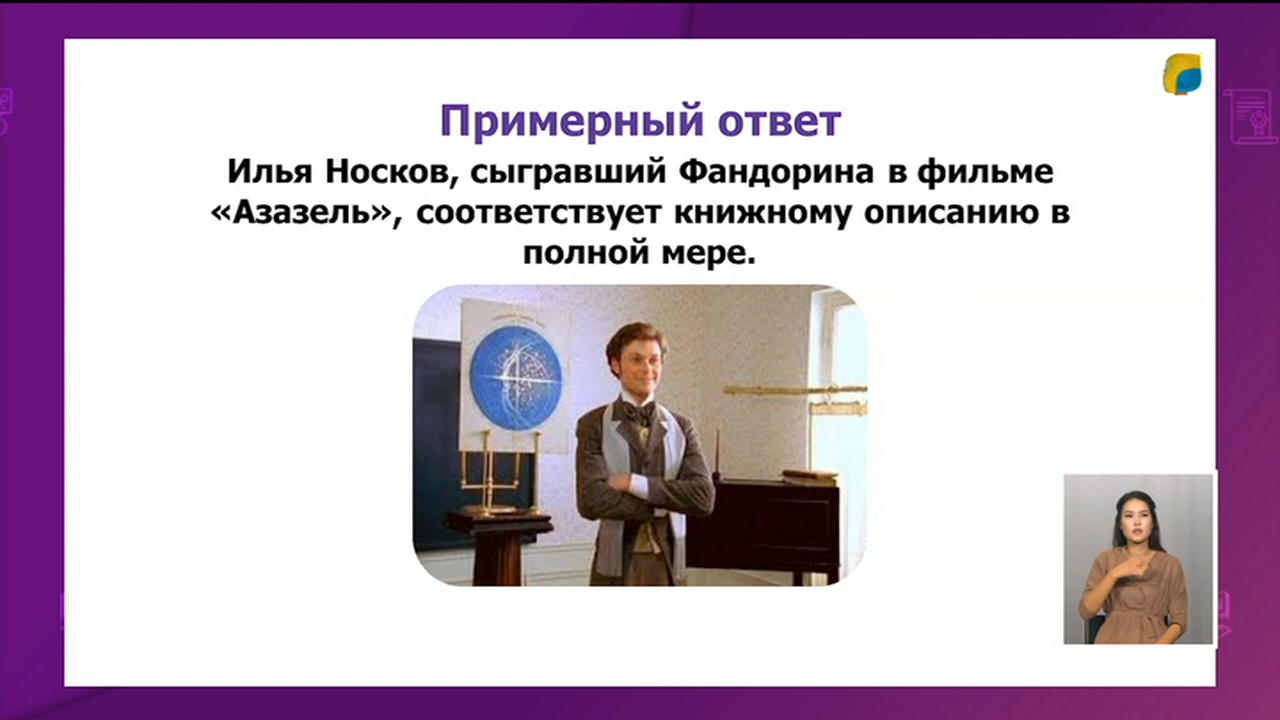 Примерный ответ
Илья Носков, сыгравший Фандорина в фильме
«Азазель», соответствует книжному описанию в
полной мере.